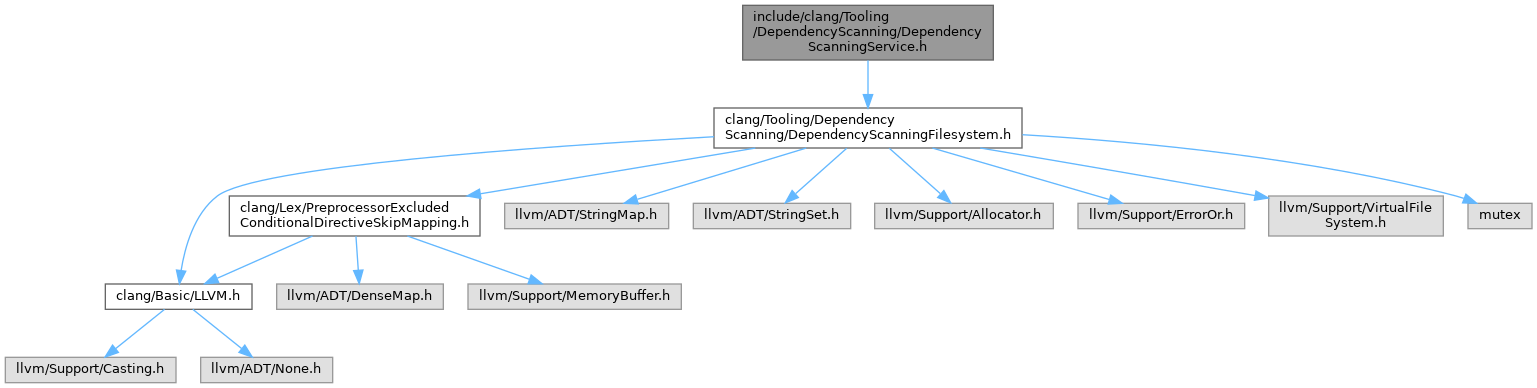 include/clang/Tooling
/DependencyScanning/Dependency
ScanningService.h
clang/Tooling/Dependency
Scanning/DependencyScanningFilesystem.h
clang/Lex/PreprocessorExcluded
ConditionalDirectiveSkipMapping.h
llvm/ADT/StringMap.h
llvm/ADT/StringSet.h
llvm/Support/Allocator.h
llvm/Support/ErrorOr.h
llvm/Support/VirtualFile
System.h
mutex
clang/Basic/LLVM.h
llvm/ADT/DenseMap.h
llvm/Support/MemoryBuffer.h
llvm/Support/Casting.h
llvm/ADT/None.h